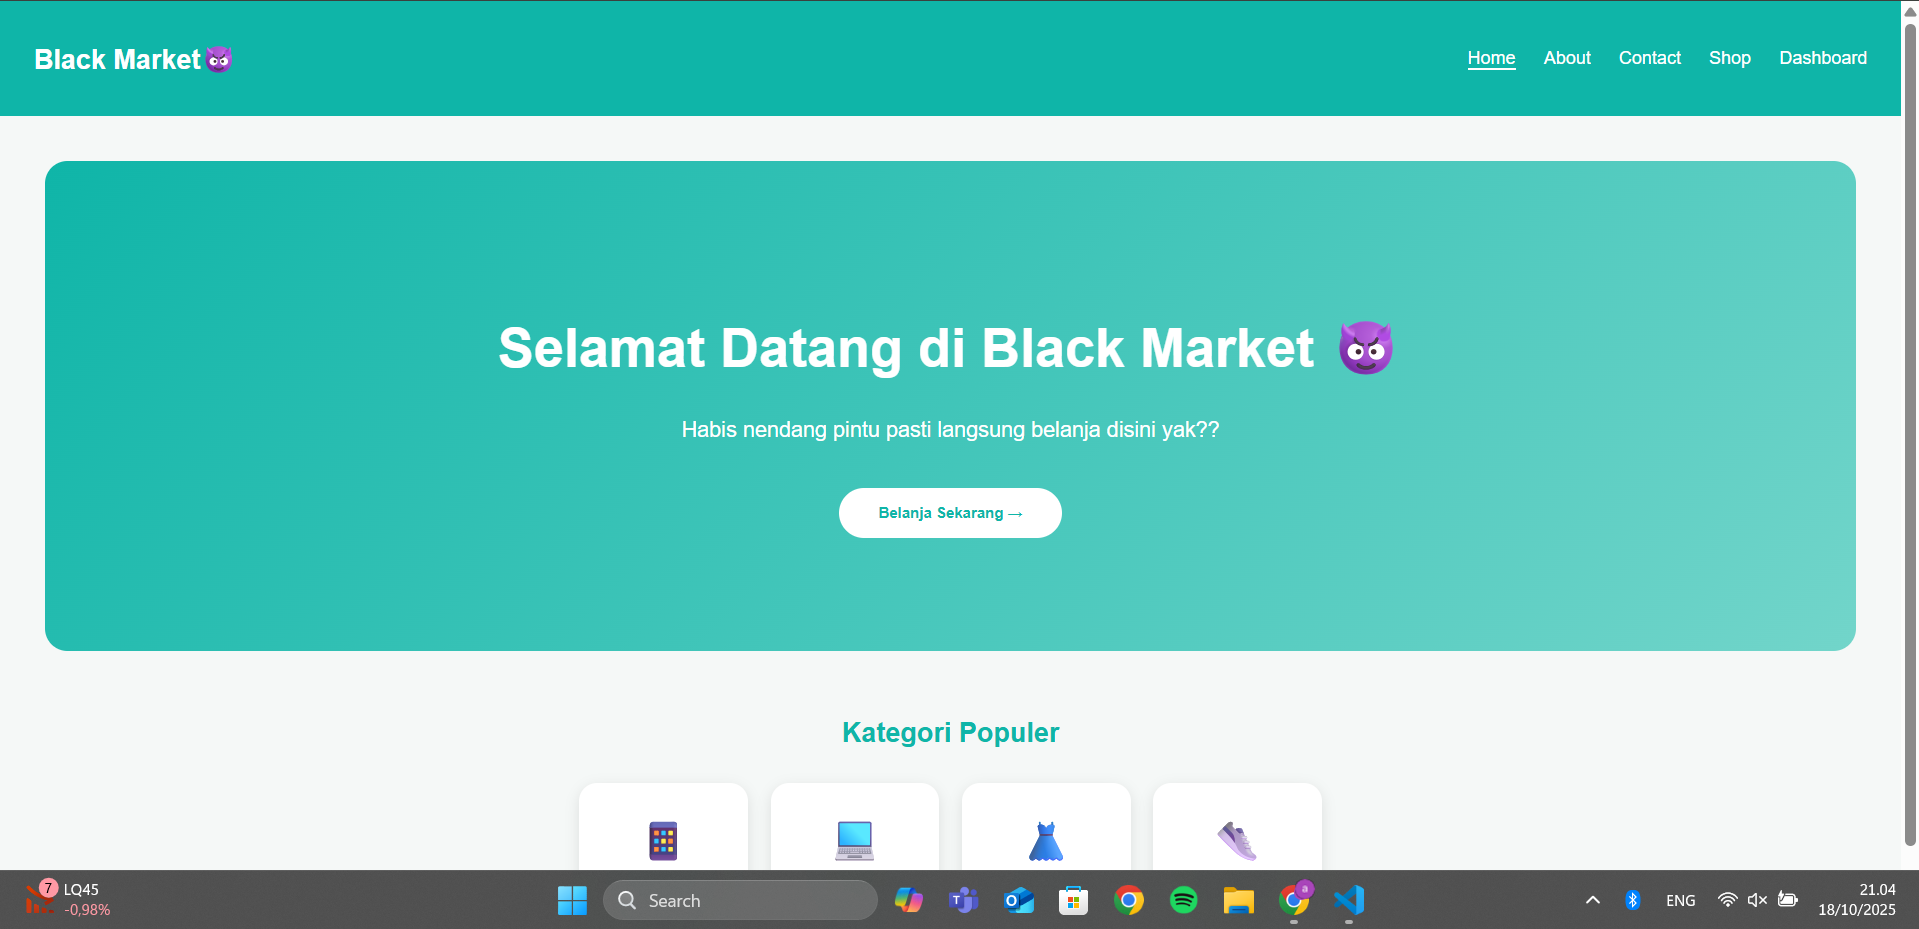 Black Market😈
Home About Contact Shop Dashboard
Selamat Datang di Black Market 😈
Habis nendang pintu pasti langsung belanja disini yak??
Belanja Sekarang →
Kategori Populer
7
LQ45
-0,98%
Search
a
ENG
21.04
18/10/2025